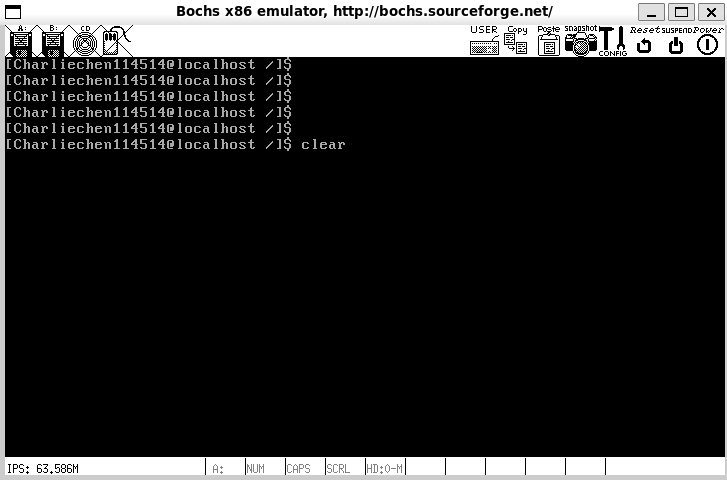 Bochs x86 emulator, http://bochs.sourceforge.net/
A: B: CD USER Copy Paste snapshot CONFIG Reset SUSPEND Power
[Charliechen114514@localhost /]$
[Charliechen114514@localhost /]$
[Charliechen114514@localhost /]$
[Charliechen114514@localhost /]$
[Charliechen114514@localhost /]$
[Charliechen114514@localhost /]$ clear
IPS: 63.586M A: NUM CAPS SCRL HD:0-M